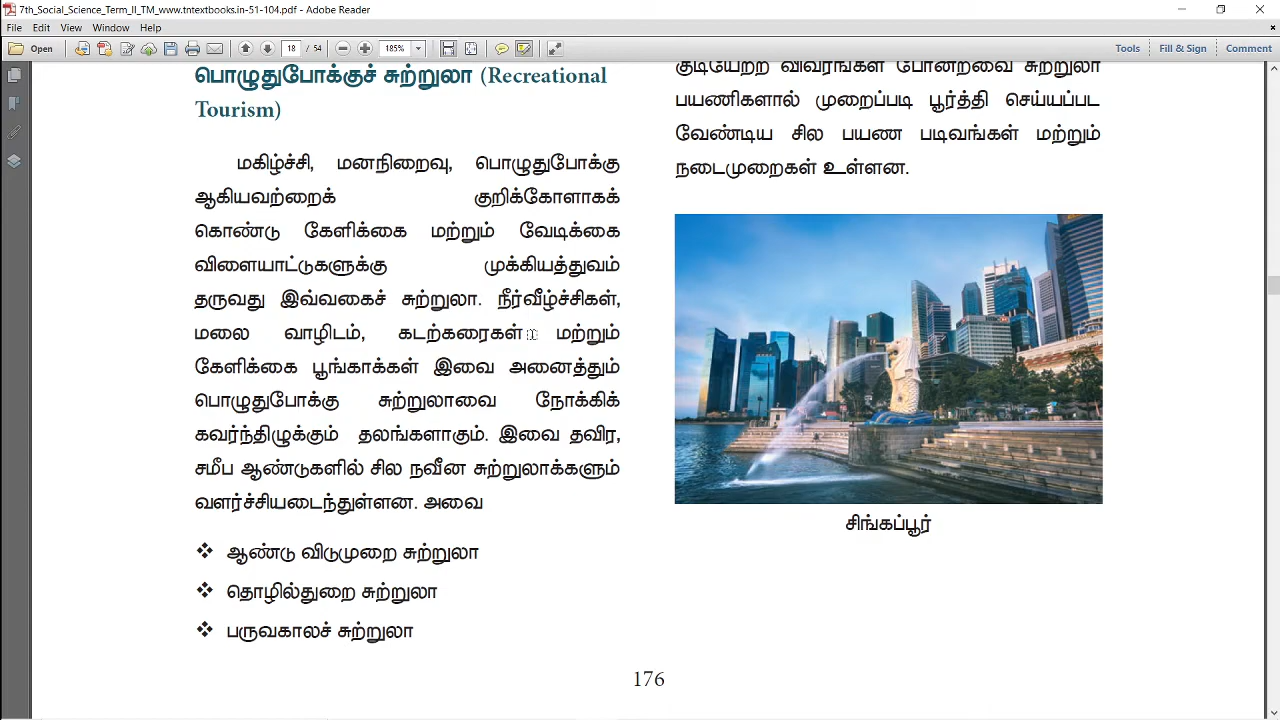 7th_Social_Science_Term_II_TM_www.tntextbooks.in-51-104.pdf - Adobe Reader
File Edit View Window Help
Open 18 / 54 185% Tools Fill & Sign Comment
பொழுதுபோக்குச் சுற்றுலா (Recreational
Tourism)
மகிழ்ச்சி, மனநிறைவு, பொழுதுபோக்கு
ஆகியவற்றைக் குறிக்கோளாகக்
கொண்டு கேளிக்கை மற்றும் வேடிக்கை
விளையாட்டுகளுக்கு முக்கியத்துவம்
தருவது இவ்வகைச் சுற்றுலா. நீர்வீழ்ச்சிகள்,
மலை வாழிடம், கடற்கரைகள் மற்றும்
கேளிக்கை பூங்காக்கள் இவை அனைத்தும்
பொழுதுபோக்கு சுற்றுலாவை நோக்கிக்
கவர்ந்திழுக்கும் தலங்களாகும். இவை தவிர,
சமீப ஆண்டுகளில் சில நவீன சுற்றுலாக்களும்
வளர்ச்சியடைந்துள்ளன. அவை
❖ ஆண்டு விடுமுறை சுற்றுலா
❖ தொழில்துறை சுற்றுலா
❖ பருவகாலச் சுற்றுலா
குடியேற்ற விவரங்கள் போன்றவை சுற்றுலா
பயணிகளால் முறைப்படி பூர்த்தி செய்யப்பட
வேண்டிய சில பயண படிவங்கள் மற்றும்
நடைமுறைகள் உள்ளன.
சிங்கப்பூர்
176